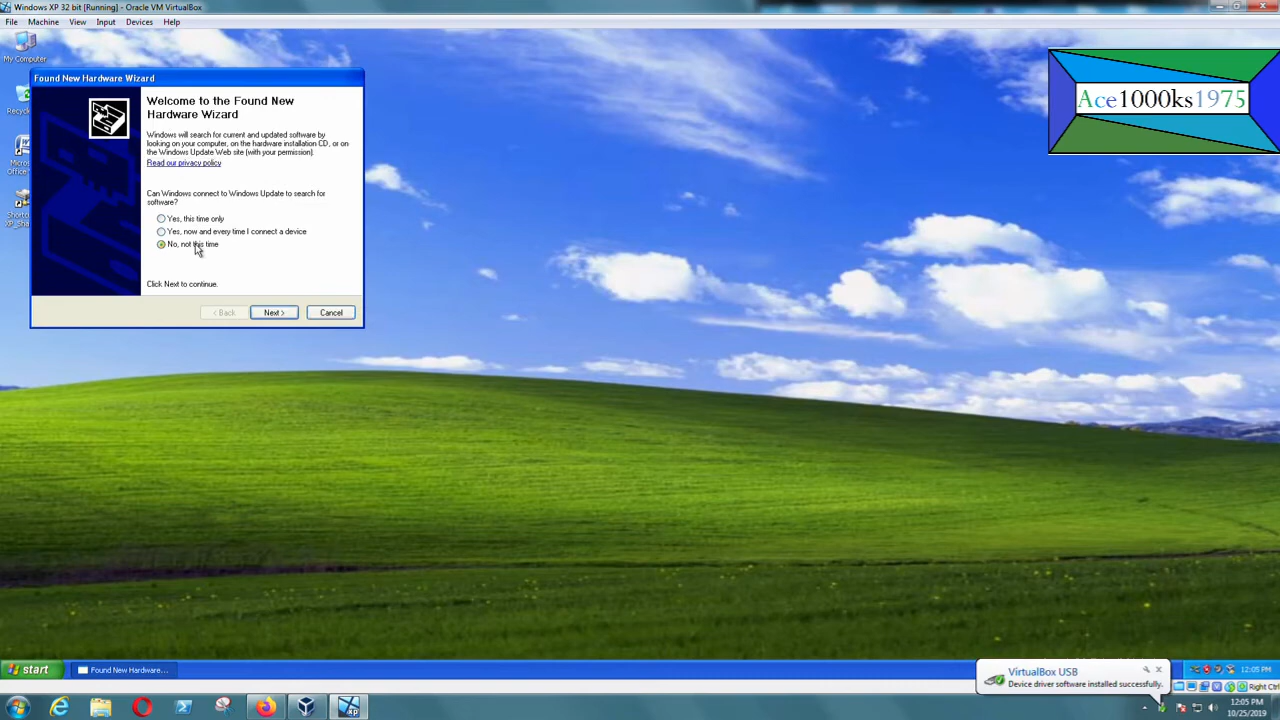 Windows XP 32 bit [Running] - Oracle VM VirtualBox
File Machine View Input Devices Help
My Computer
Ace1000ks1975
Found New Hardware Wizard
Welcome to the Found New
Hardware Wizard
Windows will search for current and updated software by
looking on your computer, on the hardware installation CD, or on
the Windows Update Web site (with your permission).
Read our privacy policy
Can Windows connect to Windows Update to search for
software?
Yes, this time only
Yes, now and every time I connect a device
No, not this time
Click Next to continue.
< Back Next > Cancel
Recyc
Micros
Office
Shortc
XP_Sha
start
Found New Hardware...
VirtualBox USB
Device driver software installed successfully.
12:05 PM
Right Ctrl
xp
12:05 PM
10/25/2019